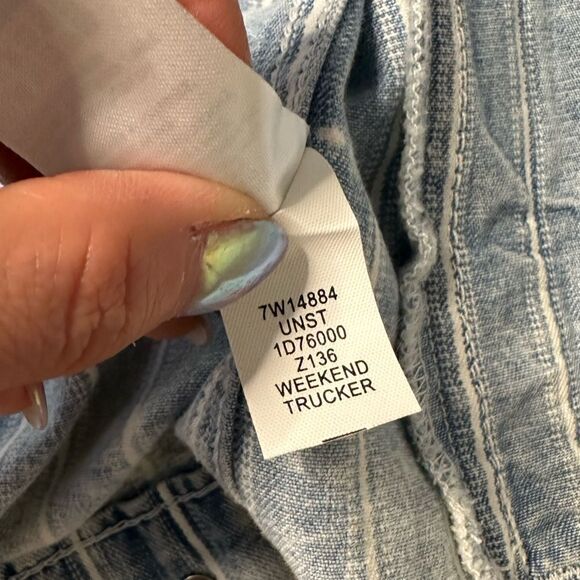 7W14884
UNST
1D76000
Z136
WEEKEND
TRUCKER